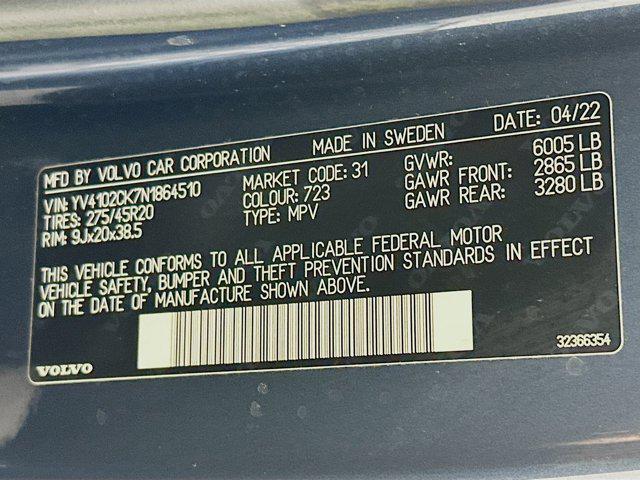 MFD BY VOLVO CAR CORPORATION MADE IN SWEDEN DATE: 04/22
VIN: YV4102CK7N1864510 MARKET CODE: 31 GVWR: 6005 LB
TIRES: 275/45R20 COLOUR: 723 GAWR FRONT: 2865 LB
RIM: 9Jx20x38.5 TYPE: MPV GAWR REAR: 3280 LB
THIS VEHICLE CONFORMS TO ALL APPLICABLE FEDERAL MOTOR
VEHICLE SAFETY, BUMPER AND THEFT PREVENTION STANDARDS IN EFFECT
ON THE DATE OF MANUFACTURE SHOWN ABOVE.
VOLVO 32366354